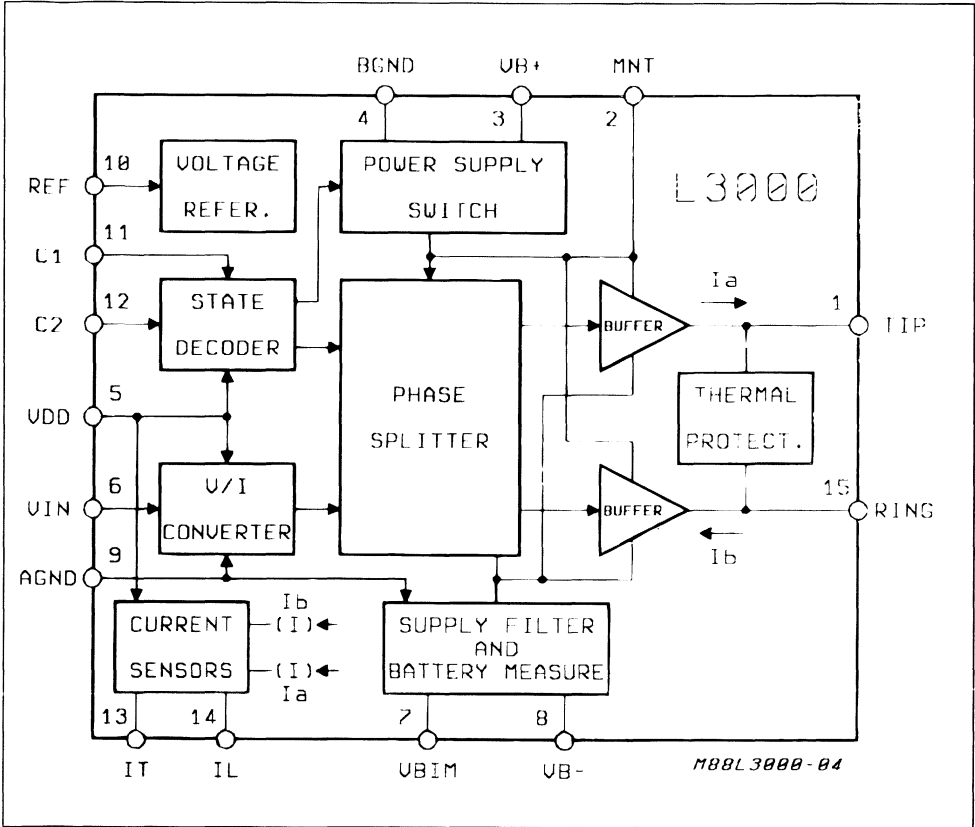 BGND VB+ MNT
4 3 2
REF 10
VOLTAGE
REFER.
POWER SUPPLY
SWITCH
L3000
C1 11
C2 12
STATE
DECODER
Ia
BUFFER
1 TIP
VDD 5
PHASE
SPLITTER
THERMAL
PROTECT.
VIN 6
V/I
CONVERTER
BUFFER
15 RING
Ib
AGND 9
CURRENT
SENSORS
Ib
(I)
(I)
Ia
SUPPLY FILTER
AND
BATTERY MEASURE
13 14 7 8
IT IL VBIM VB-
M88L3000-04